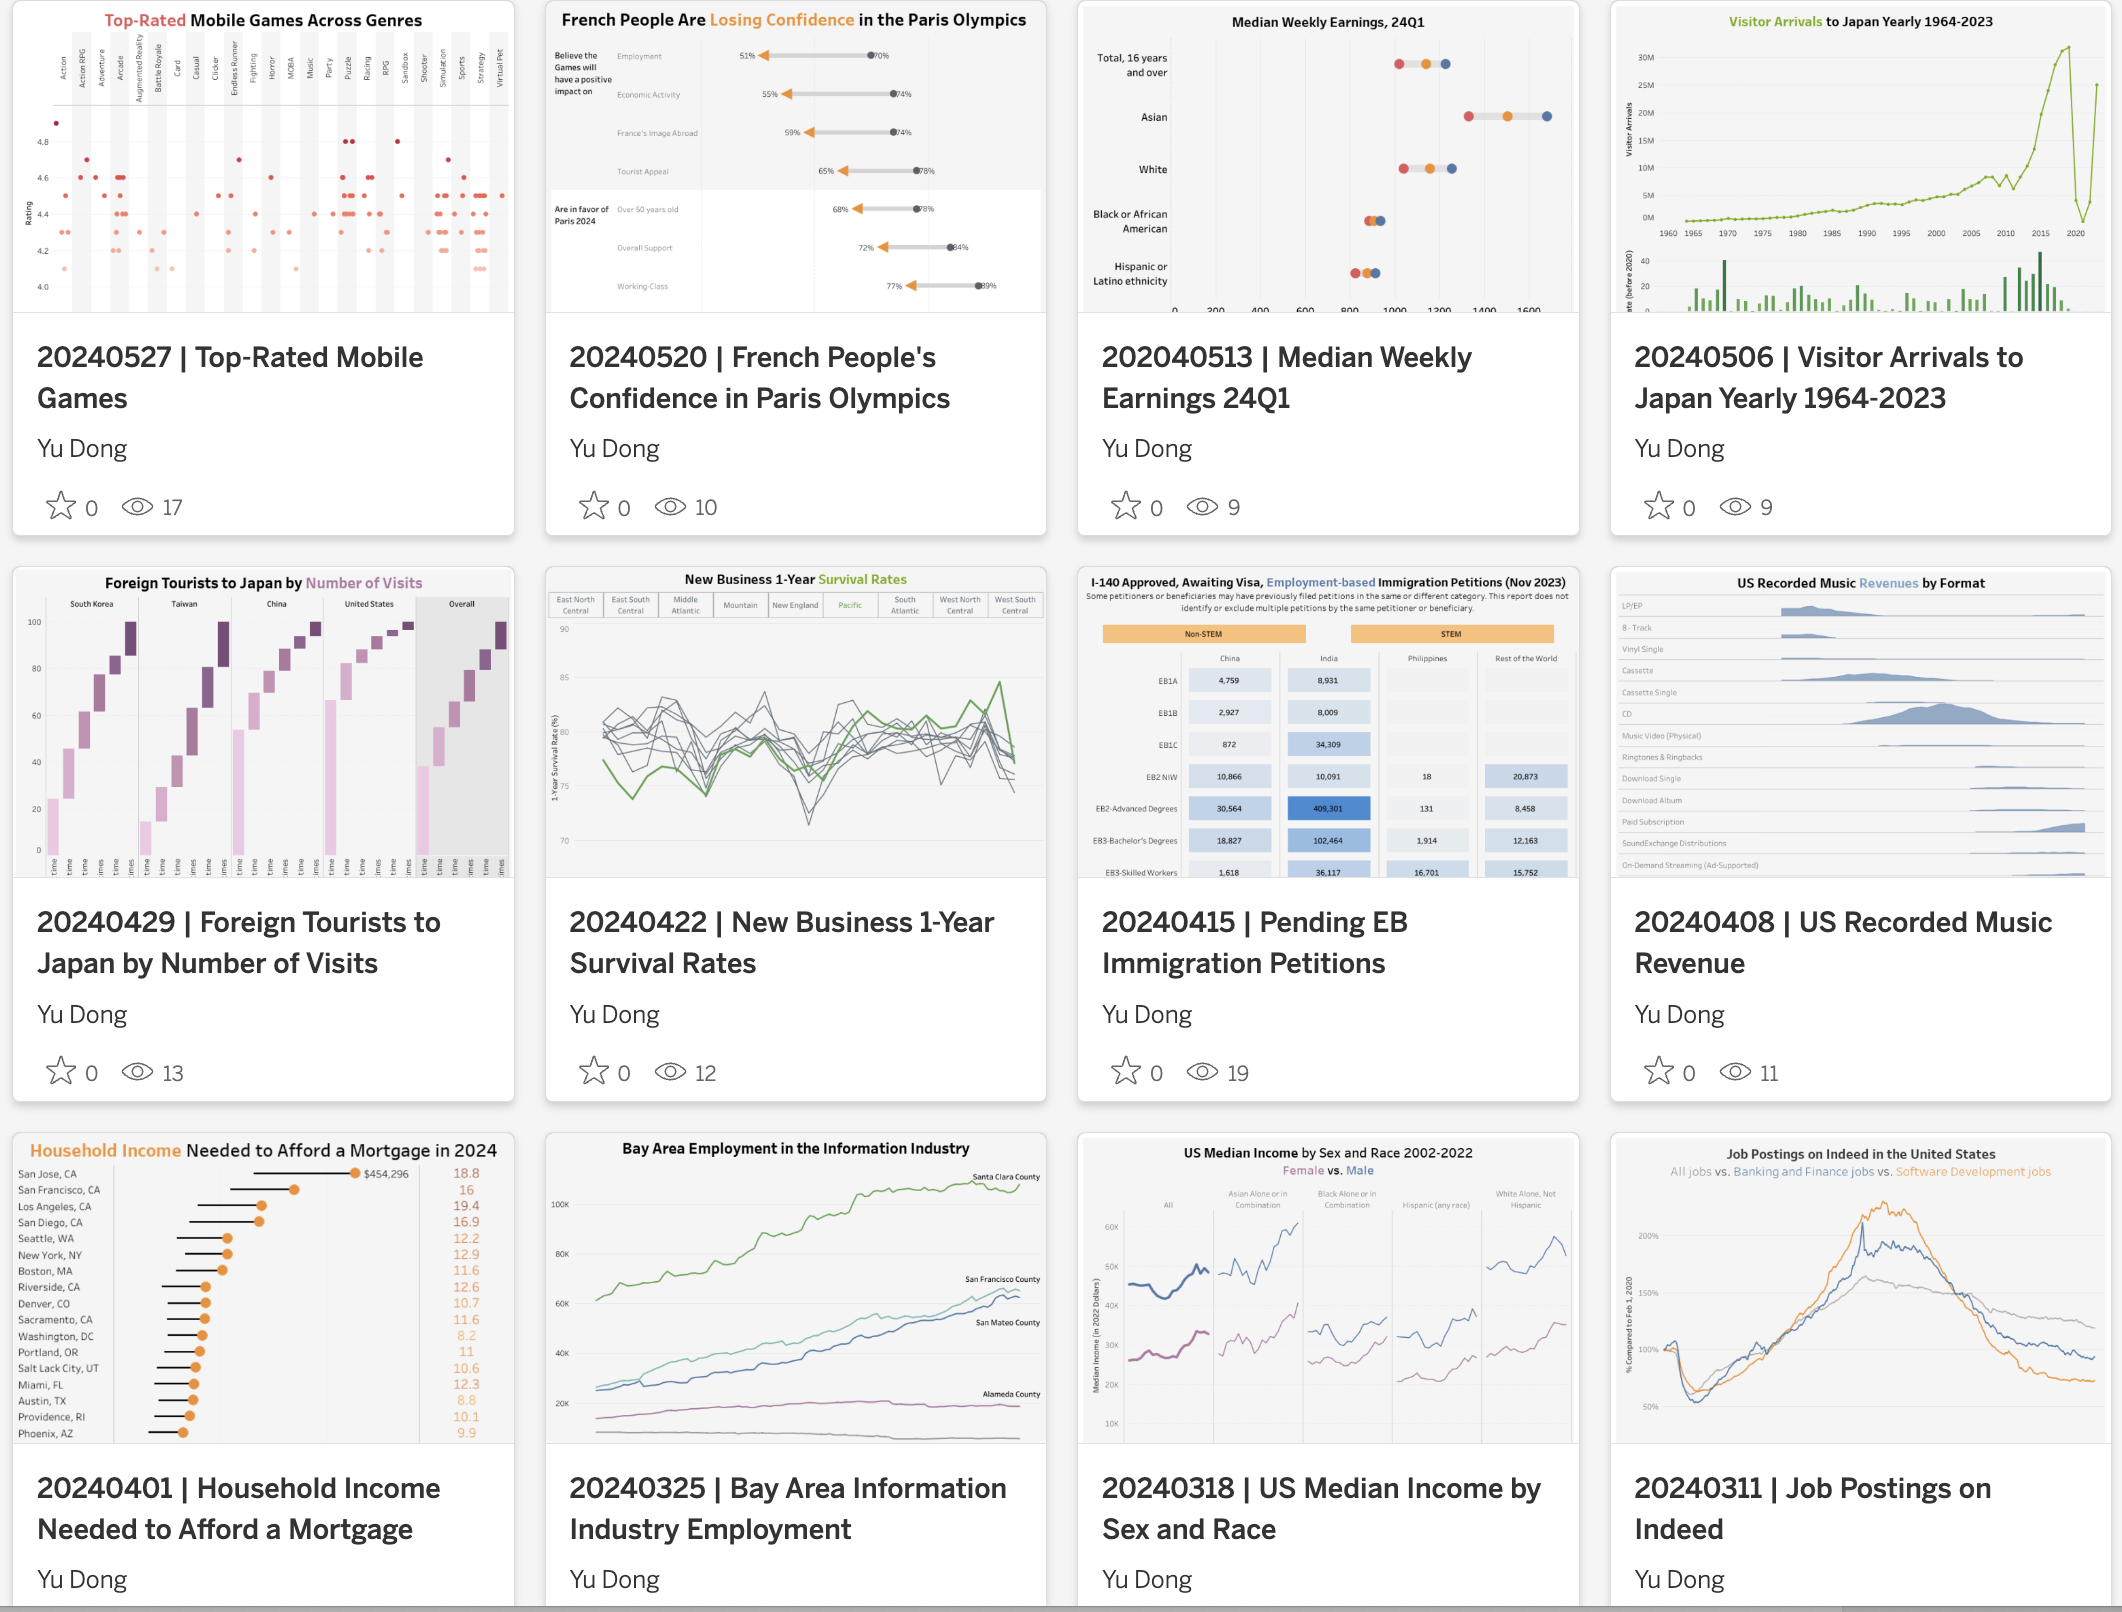 Top-Rated Mobile Games Across Genres
Action
Action RPG
Adventure
Arcade
Augmented Reality
Battle Royale
Card
Casual
Clicker
Endless Runner
Fighting
Horror
MOBA
Music
Party
Puzzle
Racing
RPG
Sandbox
Shooter
Simulation
Sports
Strategy
Virtual Pet
Rating
4.8
4.6
4.4
4.2
4.0
20240527 | Top-Rated Mobile
Games
Yu Dong
0 17
French People Are Losing Confidence in the Paris Olympics
Believe the
Games will
have a positive
impact on
Employment 51% 70%
Economic Activity 55% 74%
France's Image Abroad 59% 74%
Tourist Appeal 65% 78%
Are in favor of
Paris 2024
Over 50 years old 68% 78%
Overall Support 72% 84%
Working-Class 77% 89%
20240520 | French People's
Confidence in Paris Olympics
Yu Dong
0 10
Median Weekly Earnings, 24Q1
Total, 16 years
and over
Asian
White
Black or African
American
Hispanic or
Latino ethnicity
0 200 400 600 800 1000 1200 1400 1600
202040513 | Median Weekly
Earnings 24Q1
Yu Dong
0 9
Visitor Arrivals to Japan Yearly 1964-2023
Visitor Arrivals
30M
25M
20M
15M
10M
5M
0M
1960 1965 1970 1975 1980 1985 1990 1995 2000 2005 2010 2015 2020
(before 2020)
40
20
0
20240506 | Visitor Arrivals to
Japan Yearly 1964-2023
Yu Dong
0 9
Foreign Tourists to Japan by Number of Visits
South Korea Taiwan China United States Overall
100
80
60
40
20
0
20240429 | Foreign Tourists to
Japan by Number of Visits
Yu Dong
0 13
New Business 1-Year Survival Rates
East North
Central
East South
Central
Middle
Atlantic
Mountain
New England
Pacific
South
Atlantic
West North
Central
West South
Central
1-Year Survival Rate (%)
90
85
80
75
70
20240422 | New Business 1-Year
Survival Rates
Yu Dong
0 12
I-140 Approved, Awaiting Visa, Employment-based Immigration Petitions (Nov 2023)
Some petitioners or beneficiaries may have previously filed petitions in the same or different category. This report does not
identify or exclude multiple petitions by the same petitioner or beneficiary.
Non-STEM STEM
China India Philippines Rest of the World
EB1A 4,759 8,931
EB1B 2,927 8,009
EB1C 872 34,309
EB2 NIW 10,866 10,091 18 20,873
EB2-Advanced Degrees 30,564 409,301 131 8,458
EB3-Bachelor's Degrees 18,827 102,464 1,914 12,163
EB3-Skilled Workers 1,618 36,117 16,701 15,752
20240415 | Pending EB
Immigration Petitions
Yu Dong
0 19
US Recorded Music Revenues by Format
LP/EP
8 - Track
Vinyl Single
Cassette
Cassette Single
CD
Music Video (Physical)
Ringtones & Ringbacks
Download Single
Download Album
Paid Subscription
SoundExchange Distributions
On-Demand Streaming (Ad-Supported)
20240408 | US Recorded Music
Revenue
Yu Dong
0 11
Household Income Needed to Afford a Mortgage in 2024
San Jose, CA $454,296 18.8
San Francisco, CA 16
Los Angeles, CA 19.4
San Diego, CA 16.9
Seattle, WA 12.2
New York, NY 12.9
Boston, MA 11.6
Riverside, CA 12.6
Denver, CO 10.7
Sacramento, CA 11.6
Washington, DC 8.2
Portland, OR 11
Salt Lack City, UT 10.6
Miami, FL 12.3
Austin, TX 8.8
Providence, RI 10.1
Phoenix, AZ 9.9
20240401 | Household Income
Needed to Afford a Mortgage
Yu Dong
Bay Area Employment in the Information Industry
100K
80K
60K
40K
20K
Santa Clara County
San Francisco County
San Mateo County
Alameda County
20240325 | Bay Area Information
Industry Employment
Yu Dong
US Median Income by Sex and Race 2002-2022
Female vs. Male
All
Asian Alone or in
Combination
Black Alone or in
Combination
Hispanic (any race)
White Alone, Not
Hispanic
Median Income (in 2022 Dollars)
60K
50K
40K
30K
20K
10K
20240318 | US Median Income by
Sex and Race
Yu Dong
Job Postings on Indeed in the United States
All jobs vs. Banking and Finance jobs vs. Software Development jobs
% Compared to Feb 1, 2020
200%
150%
100%
50%
20240311 | Job Postings on
Indeed
Yu Dong